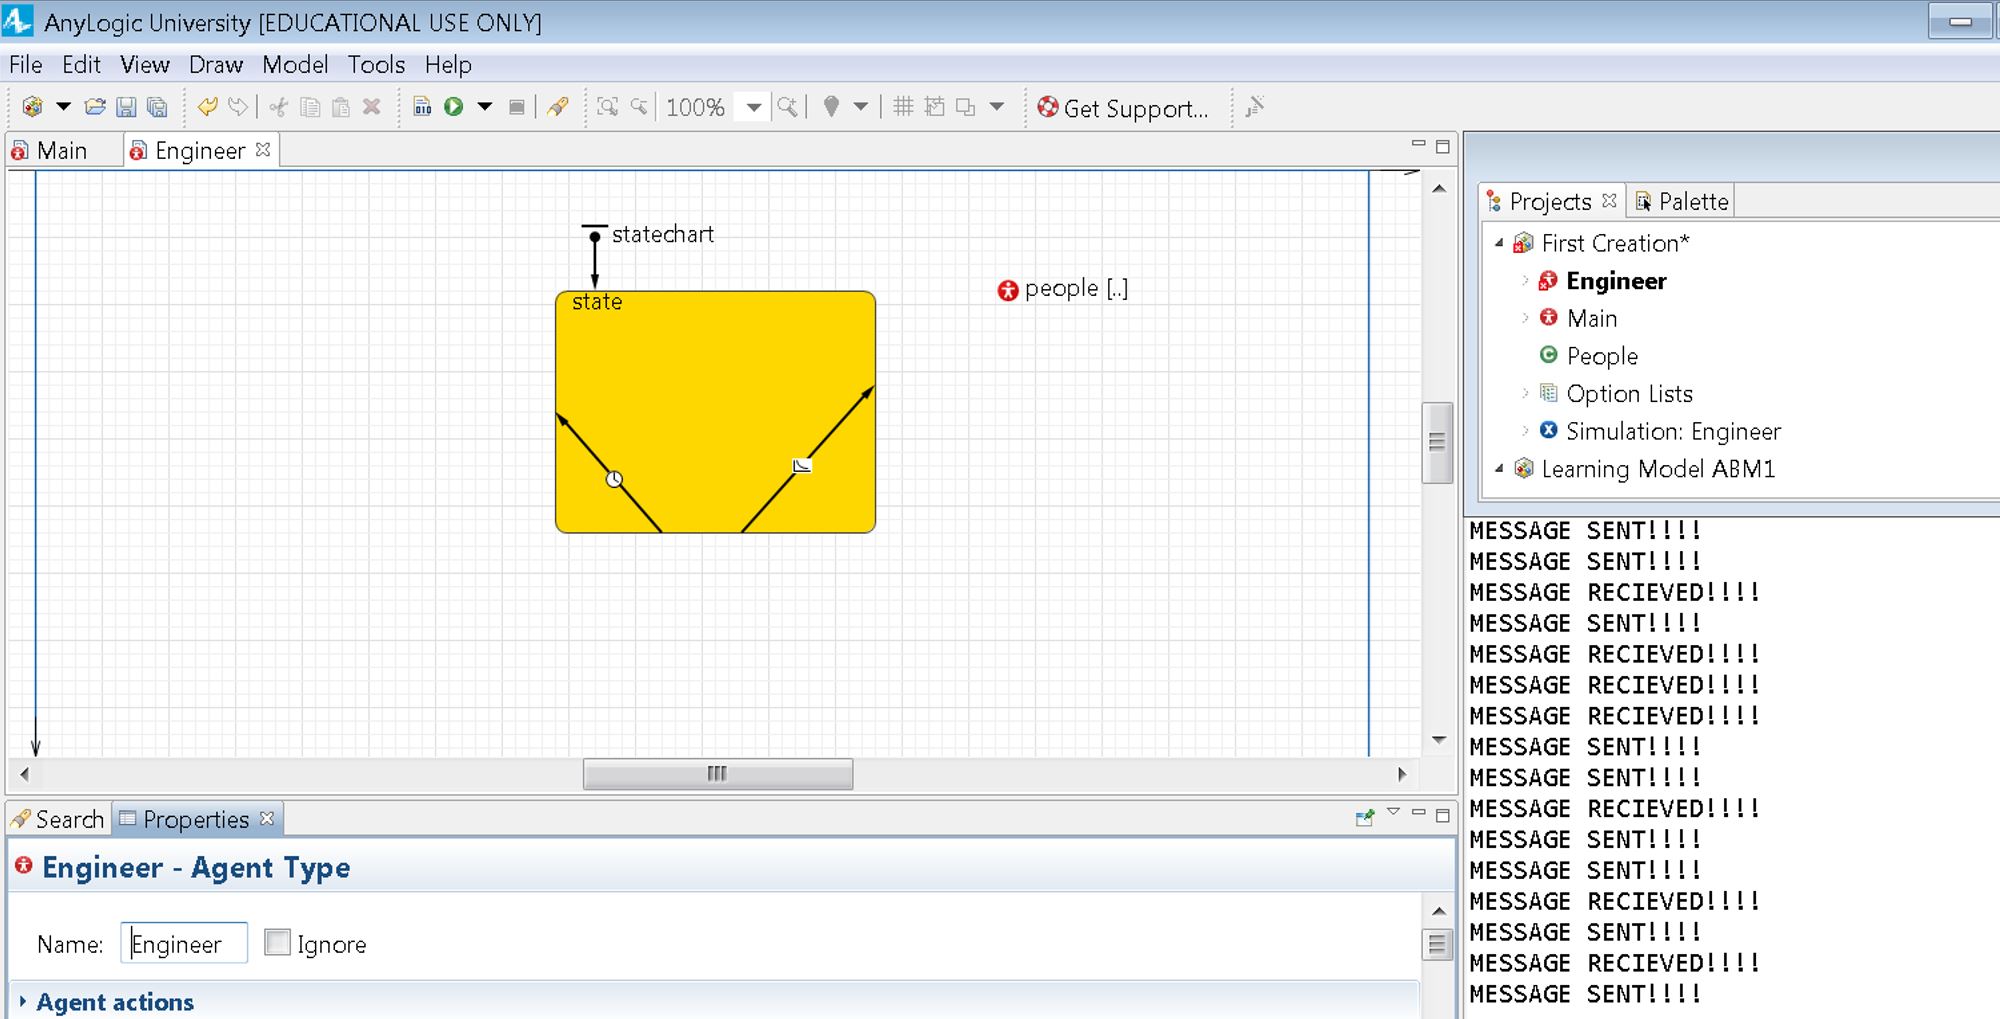 AnyLogic University [EDUCATIONAL USE ONLY]
File Edit View Draw Model Tools Help
100% Get Support...
Main Engineer
statechart
state
people [..]
Projects Palette
First Creation*
Engineer
Main
People
Option Lists
Simulation: Engineer
Learning Model ABM1
MESSAGE SENT!!!!
MESSAGE SENT!!!!
MESSAGE RECIEVED!!!!
MESSAGE SENT!!!!
MESSAGE RECIEVED!!!!
MESSAGE RECIEVED!!!!
MESSAGE RECIEVED!!!!
MESSAGE SENT!!!!
MESSAGE SENT!!!!
MESSAGE RECIEVED!!!!
MESSAGE SENT!!!!
MESSAGE SENT!!!!
MESSAGE RECIEVED!!!!
MESSAGE SENT!!!!
MESSAGE RECIEVED!!!!
MESSAGE SENT!!!!
Search Properties
Engineer - Agent Type
Name: Engineer Ignore
Agent actions